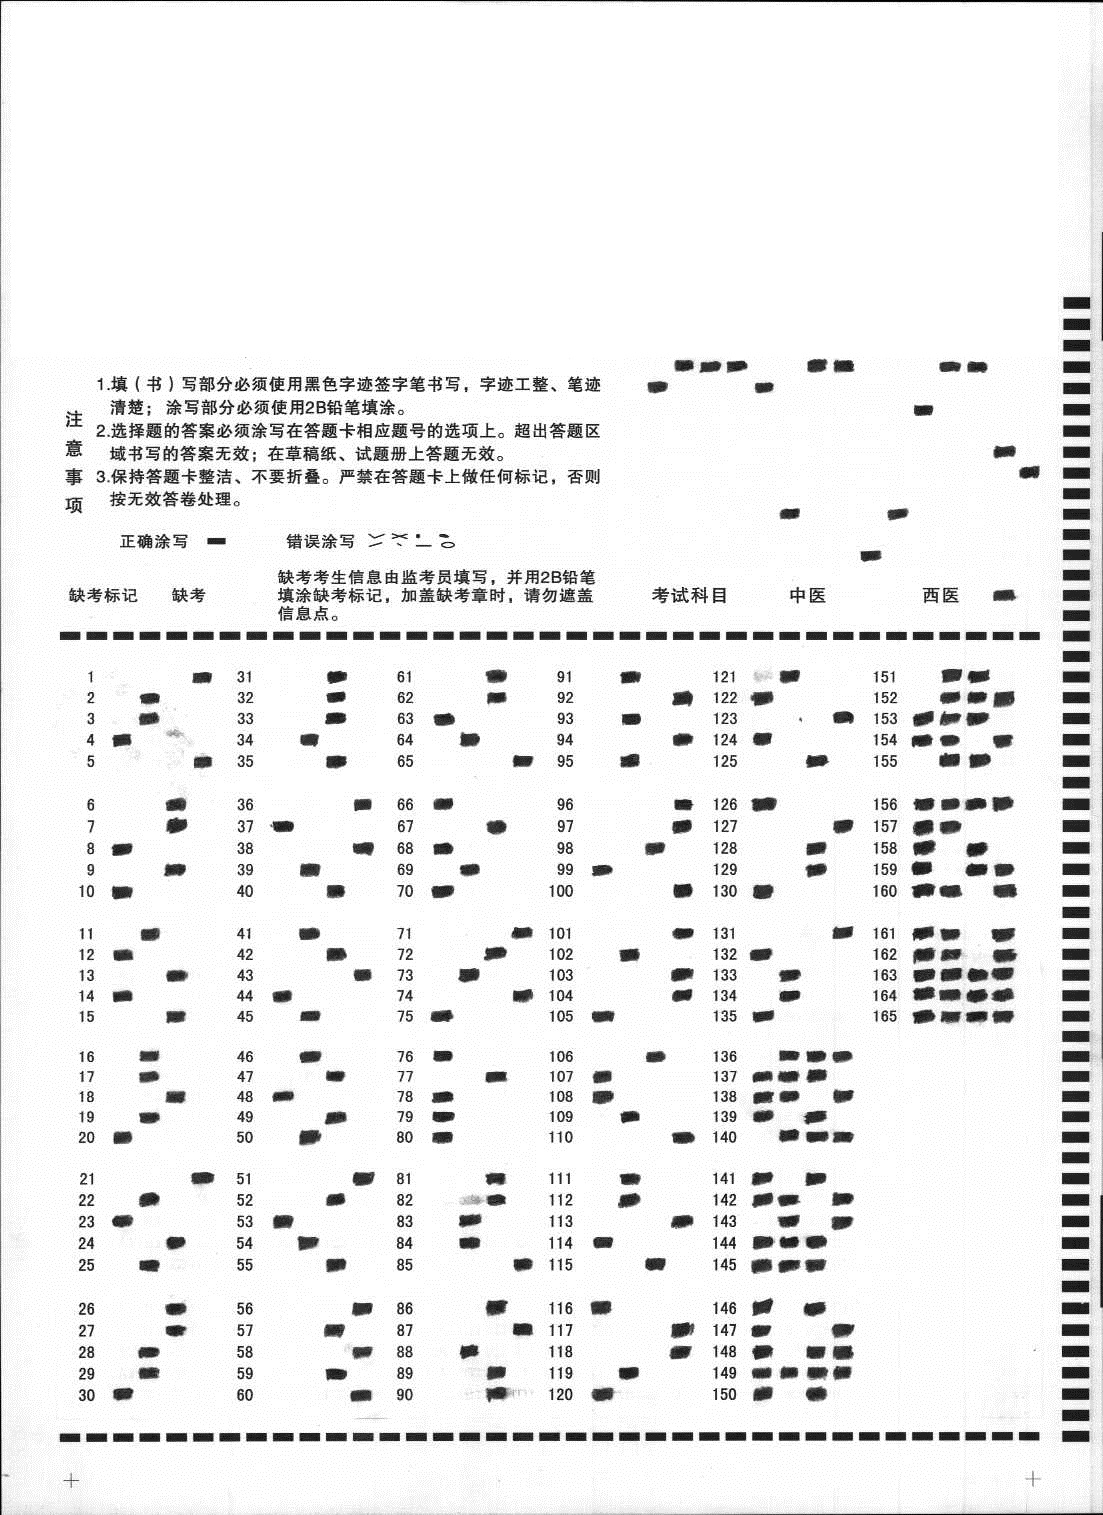 注意事项
1.填（书）写部分必须使用黑色字迹签字笔书写，字迹工整、笔迹
清楚；涂写部分必须使用2B铅笔填涂。
2.选择题的答案必须涂写在答题卡相应题号的选项上。超出答题区
域书写的答案无效；在草稿纸、试题册上答题无效。
3.保持答题卡整洁、不要折叠。严禁在答题卡上做任何标记，否则
按无效答卷处理。
正确涂写 错误涂写
缺考标记 缺考
缺考考生信息由监考员填写，并用2B铅笔
填涂缺考标记，加盖缺考章时，请勿遮盖
信息点。
考试科目 中医 西医
1 31 61 91 121 151
2 32 62 92 122 152
3 33 63 93 123 153
4 34 64 94 124 154
5 35 65 95 125 155
6 36 66 96 126 156
7 37 67 97 127 157
8 38 68 98 128 158
9 39 69 99 129 159
10 40 70 100 130 160
11 41 71 101 131 161
12 42 72 102 132 162
13 43 73 103 133 163
14 44 74 104 134 164
15 45 75 105 135 165
16 46 76 106 136
17 47 77 107 137
18 48 78 108 138
19 49 79 109 139
20 50 80 110 140
21 51 81 111 141
22 52 82 112 142
23 53 83 113 143
24 54 84 114 144
25 55 85 115 145
26 56 86 116 146
27 57 87 117 147
28 58 88 118 148
29 59 89 119 149
30 60 90 120 150